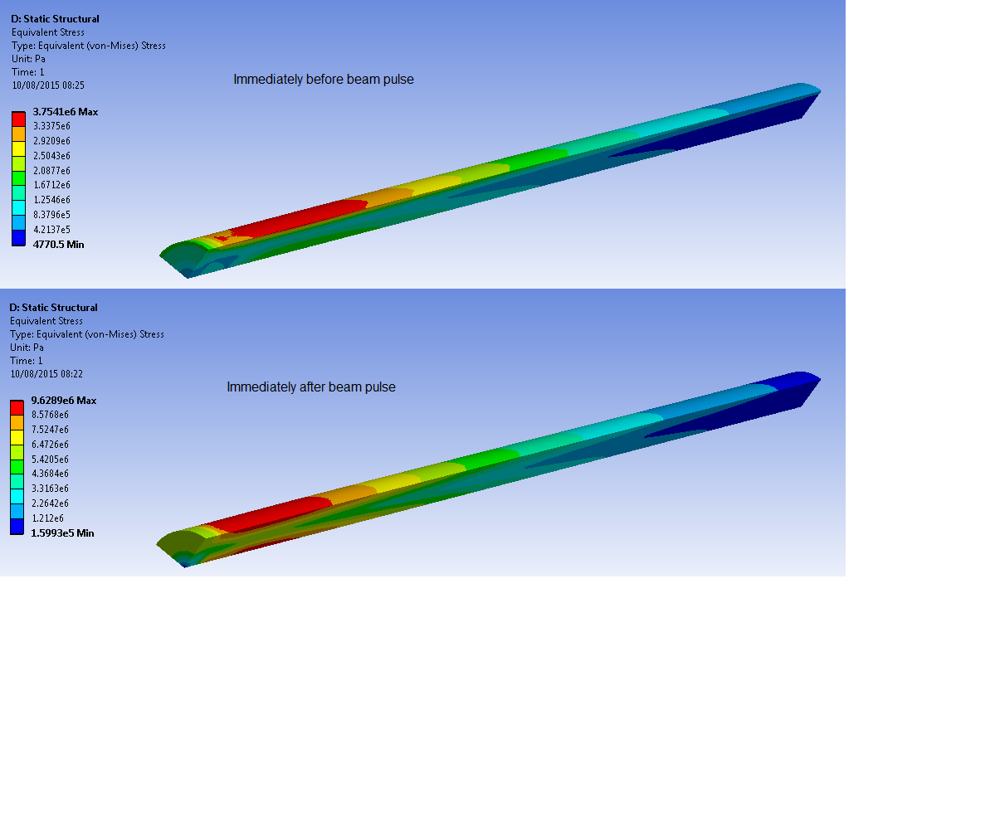 D: Static Structural
Equivalent Stress
Type: Equivalent (von-Mises) Stress
Unit: Pa
Time: 1
10/08/2015 08:25
Immediately before beam pulse
3.7541e6 Max
3.3375e6
2.9209e6
2.5043e6
2.0877e6
1.6712e6
1.2546e6
8.3796e5
4.2137e5
4770.5 Min
D: Static Structural
Equivalent Stress
Type: Equivalent (von-Mises) Stress
Unit: Pa
Time: 1
10/08/2015 08:22
Immediately after beam pulse
9.6289e6 Max
8.5768e6
7.5247e6
6.4726e6
5.4205e6
4.3684e6
3.3163e6
2.2642e6
1.212e6
1.5993e5 Min